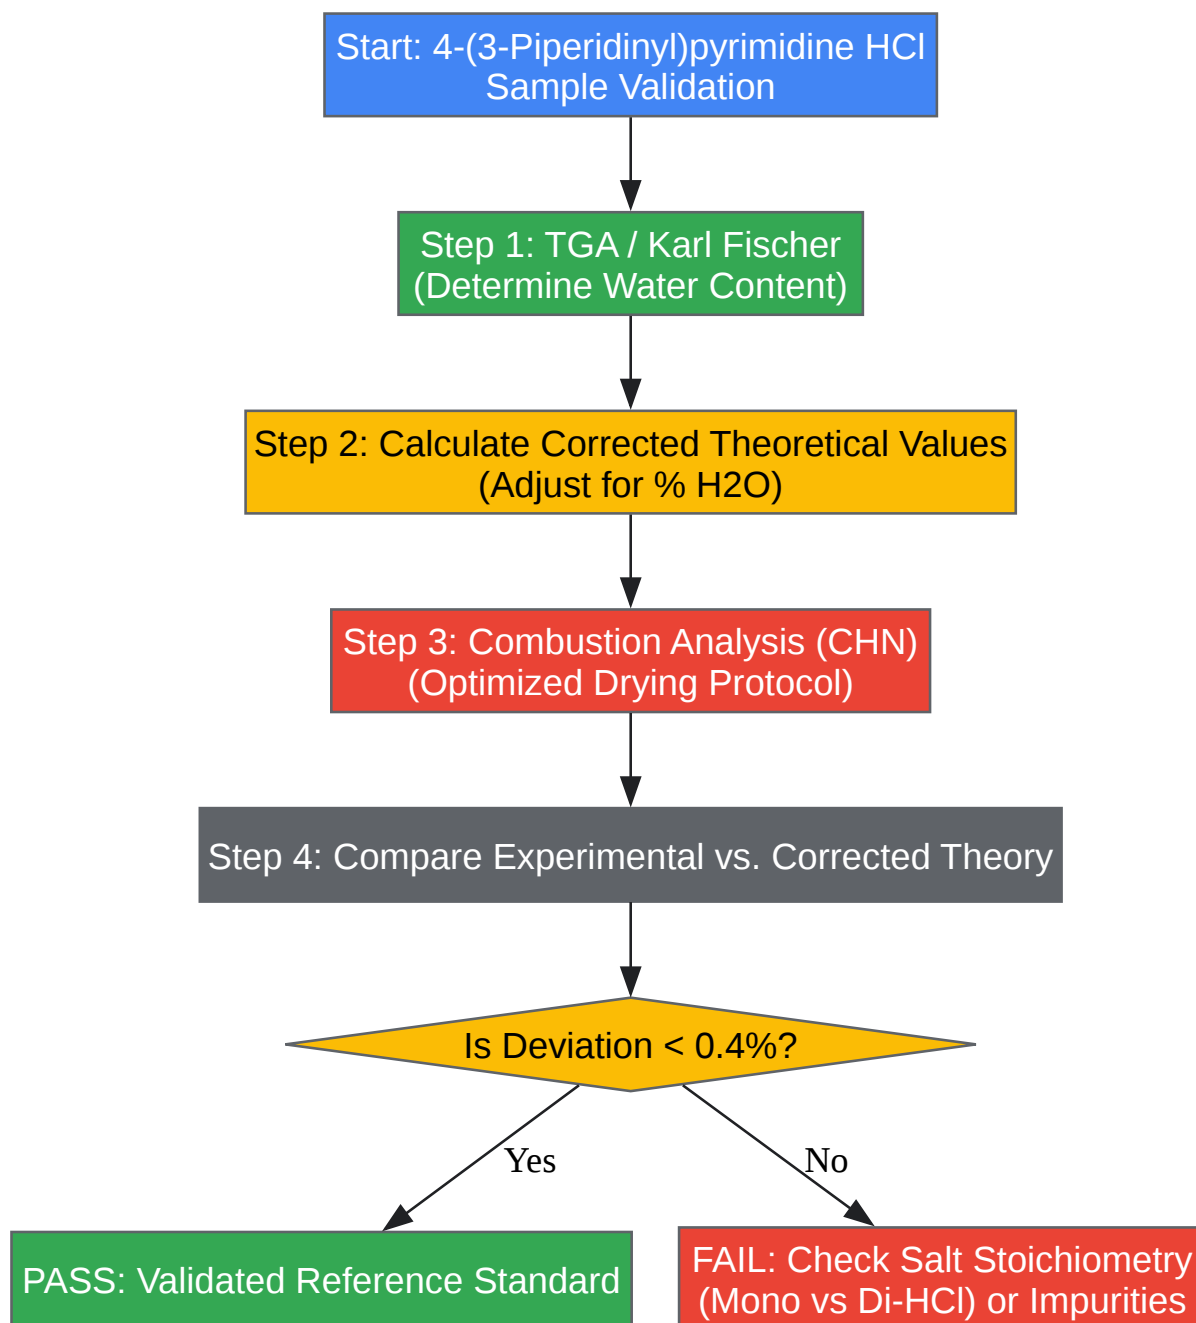 Start: 4-(3-Piperidinyl)pyrimidine HCl
Sample Validation
Step 1: TGA / Karl Fischer
(Determine Water Content)
Step 2: Calculate Corrected Theoretical Values
(Adjust for % H2O)
Step 3: Combustion Analysis (CHN)
(Optimized Drying Protocol)
Step 4: Compare Experimental vs. Corrected Theory
Is Deviation < 0.4%?
Yes
No
PASS: Validated Reference Standard
FAIL: Check Salt Stoichiometry
(Mono vs Di-HCl) or Impurities